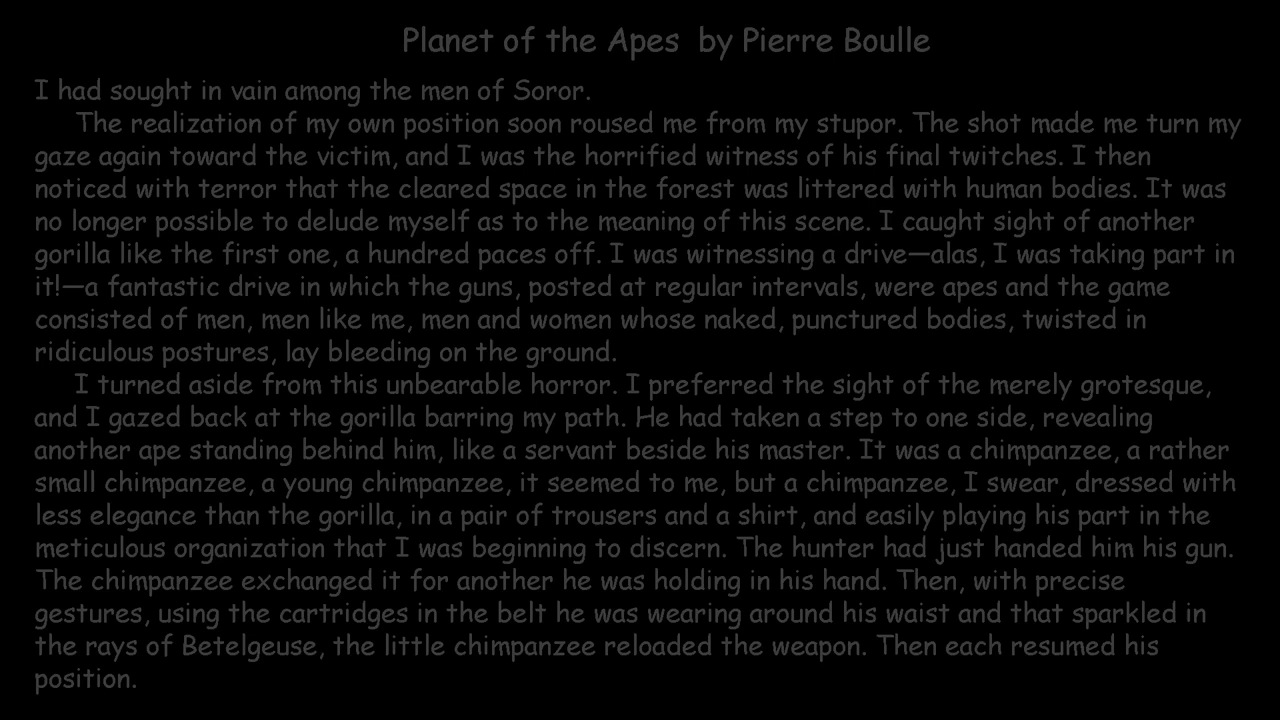 Planet of the Apes by Pierre Boulle
I had sought in vain among the men of Soror.
The realization of my own position soon roused me from my stupor. The shot made me turn my
gaze again toward the victim, and I was the horrified witness of his final twitches. I then
noticed with terror that the cleared space in the forest was littered with human bodies. It was
no longer possible to delude myself as to the meaning of this scene. I caught sight of another
gorilla like the first one, a hundred paces off. I was witnessing a drive—alas, I was taking part in
it!—a fantastic drive in which the guns, posted at regular intervals, were apes and the game
consisted of men, men like me, men and women whose naked, punctured bodies, twisted in
ridiculous postures, lay bleeding on the ground.
I turned aside from this unbearable horror. I preferred the sight of the merely grotesque,
and I gazed back at the gorilla barring my path. He had taken a step to one side, revealing
another ape standing behind him, like a servant beside his master. It was a chimpanzee, a rather
small chimpanzee, a young chimpanzee, it seemed to me, but a chimpanzee, I swear, dressed with
less elegance than the gorilla, in a pair of trousers and a shirt, and easily playing his part in the
meticulous organization that I was beginning to discern. The hunter had just handed him his gun.
The chimpanzee exchanged it for another he was holding in his hand. Then, with precise
gestures, using the cartridges in the belt he was wearing around his waist and that sparkled in
the rays of Betelgeuse, the little chimpanzee reloaded the weapon. Then each resumed his
position.